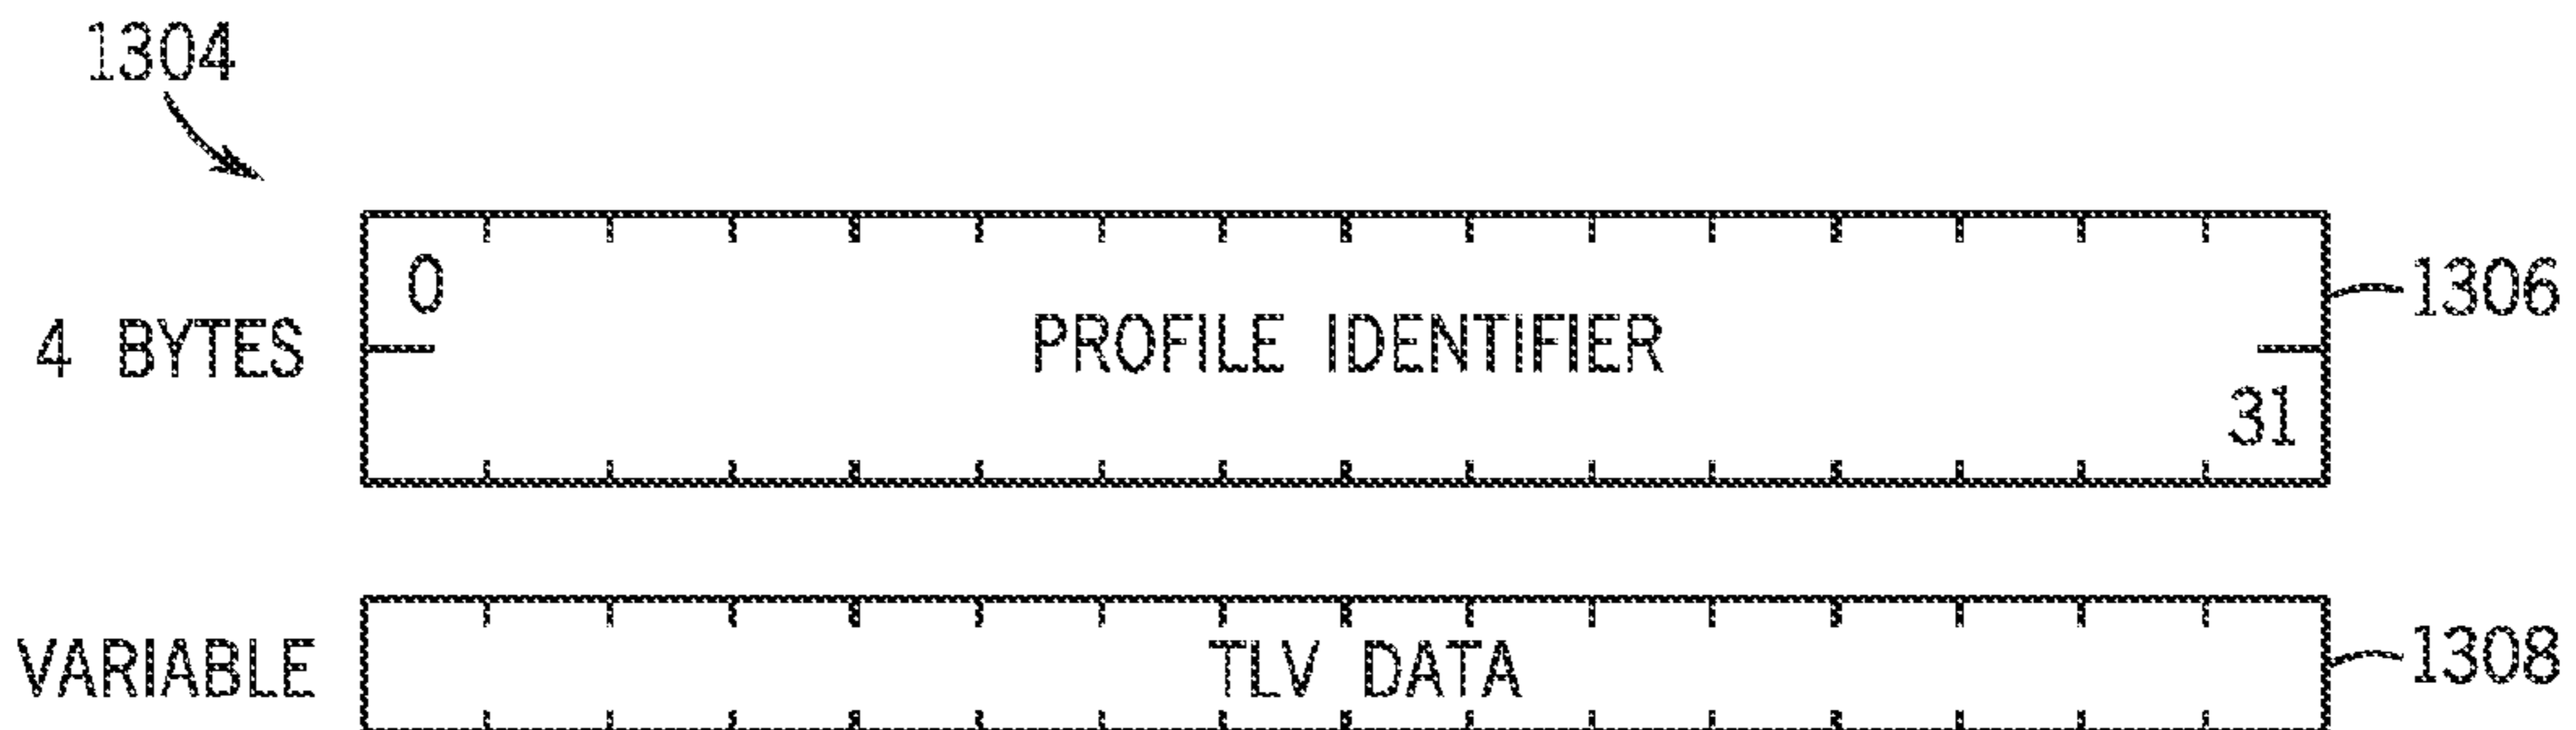 1304
0
1306
4 BYTES
PROFILE IDENTIFIER
31
VARIABLE
TLV DATA
1308